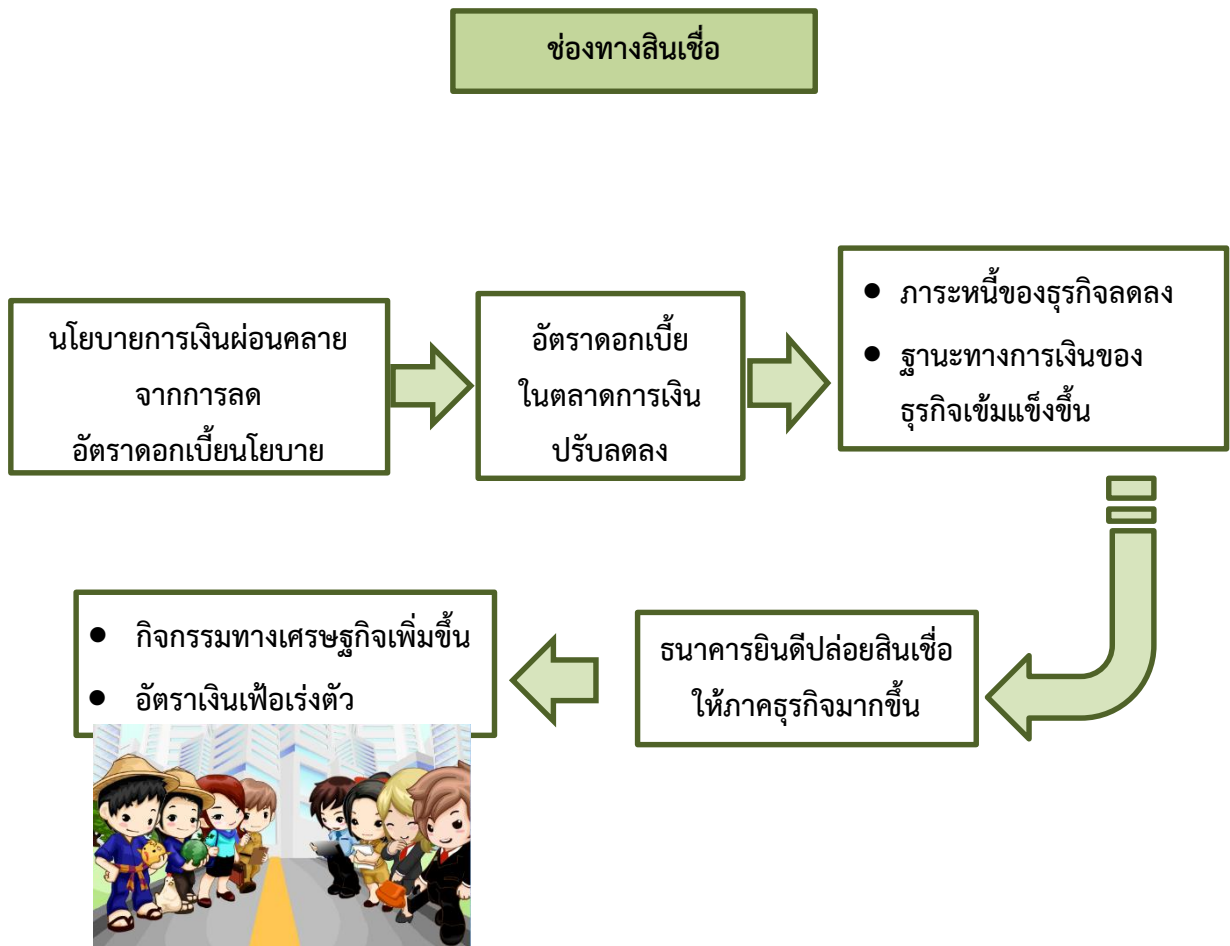 ช่องทางสินเชื่อ
นโยบายการเงินผ่อนคลาย
จากการลด
อัตราดอกเบี้ยนโยบาย
อัตราดอกเบี้ย
ในตลาดการเงิน
ปรับลดลง
● ภาระหนี้ของธุรกิจลดลง
● ฐานะทางการเงินของ
ธุรกิจเข้มแข็งขึ้น
ธนาคารยินดีปล่อยสินเชื่อ
ให้ภาคธุรกิจมากขึ้น
● กิจกรรมทางเศรษฐกิจเพิ่มขึ้น
● อัตราเงินเฟ้อเร่งตัว